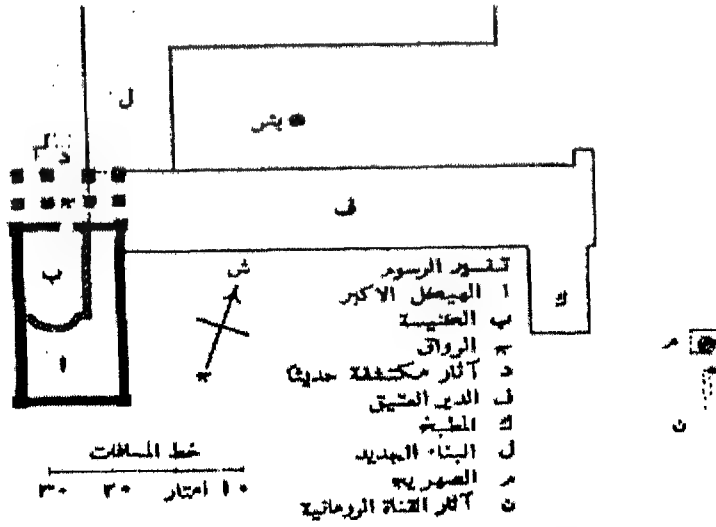 ل
بئر
د
ف
ب
ا
ش
تفسير الرسوم
ا الهيكل الاكبر
ب الكنيسة
ج الرواق
د آثار مكتشفة حديثا
ف الدير العتيق
ك المطبخ
ل البناء الجديد
م الصهريج
ن آثار القناة الرومانية
ك
م
ن
خط المسافات
١٠ امتار ٢٠ ٣٠